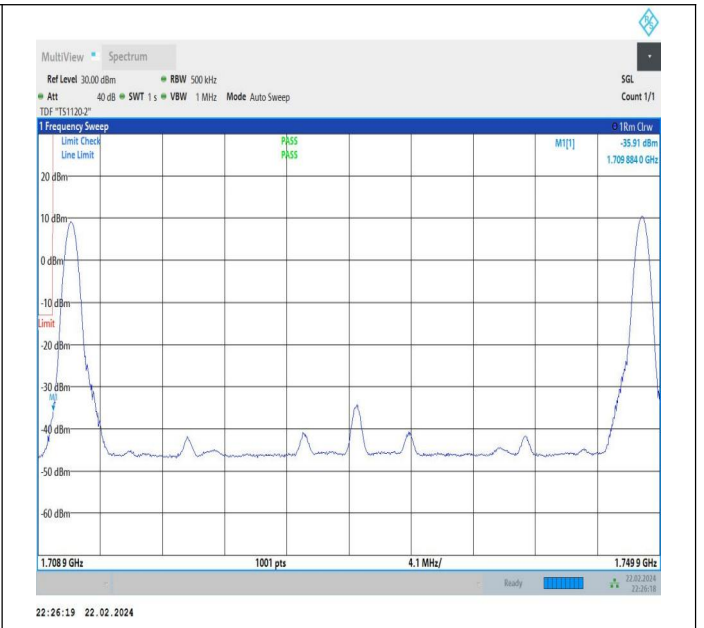 R S
MultiView Spectrum
Ref Level 30.00 dBm RBW 500 kHz SGL
Att 40 dB SWT 1 s VBW 1 MHz Mode Auto Sweep Count 1/1
TDF "TS1120-2"
1 Frequency Sweep 1Rm Clrw
Limit Check PASS M1[1] -35.91 dBm
Line Limit PASS 1.709 884 0 GHz
20 dBm
10 dBm
0 dBm
-10 dBm
Limit
-20 dBm
-30 dBm
M1
-40 dBm
-50 dBm
-60 dBm
1.708 9 GHz 1001 pts 4.1 MHz/ 1.749 9 GHz
Ready 22.02.2024
22:26:18
22:26:19 22.02.2024